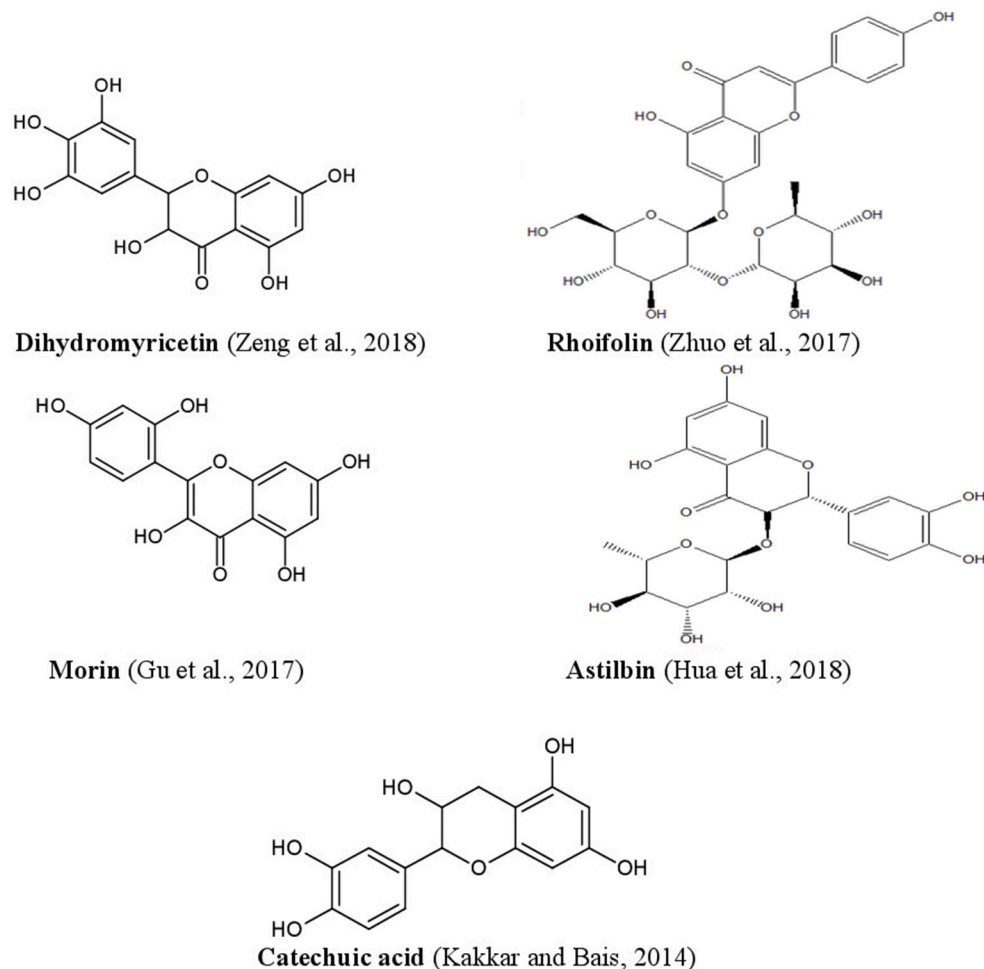 OH
HO
HO
O
OH
HO
O
OH
Dihydromyricetin (Zeng et al., 2018)
OH
O
HO
O
O
O
OH
HO
O
HO
O
OH
OH
OH
Rhoifolin (Zhuo et al., 2017)
HO
OH
O
OH
HO
O
OH
Morin (Gu et al., 2017)
OH
HO
O
O
OH
O
O
OH
HO
OH
OH
Astilbin (Hua et al., 2018)
OH
HO
HO
O
OH
HO
Catechuic acid (Kakkar and Bais, 2014)